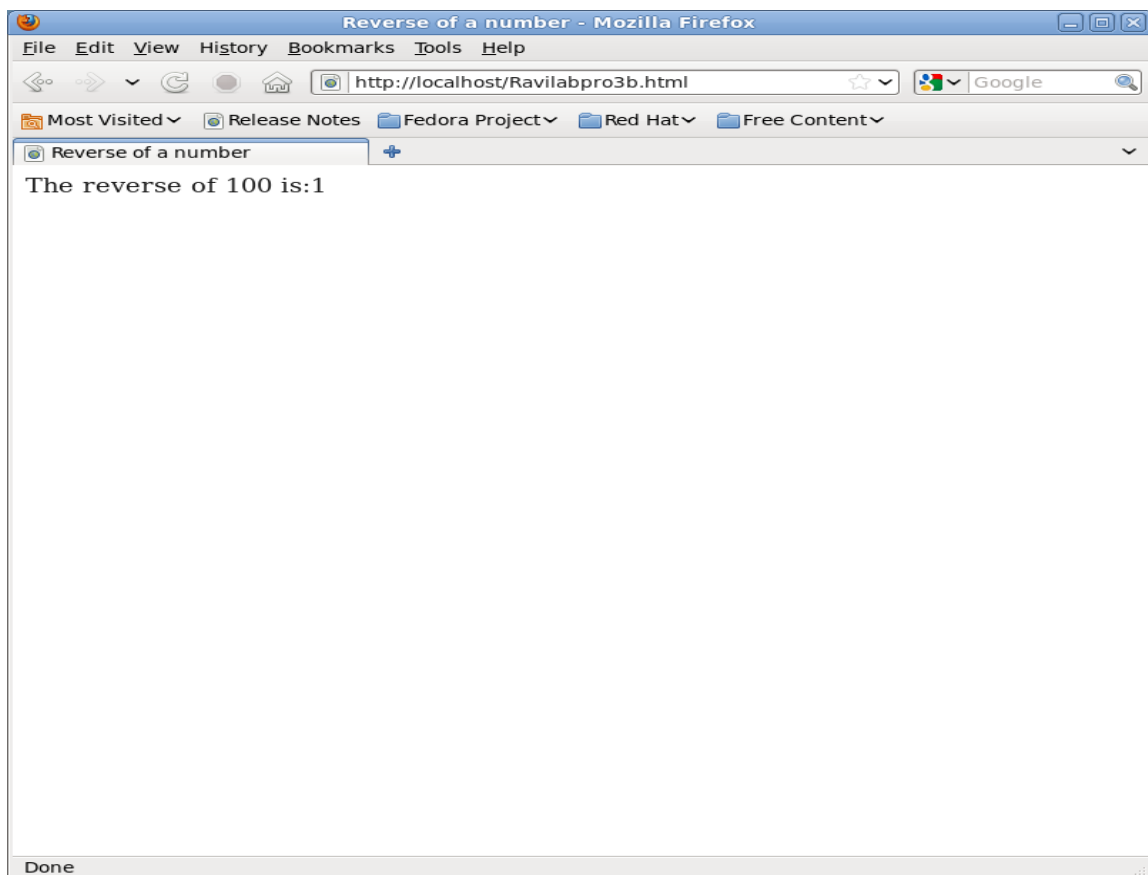 Reverse of a number - Mozilla Firefox
File Edit View History Bookmarks Tools Help
http://localhost/Ravilabpro3b.html Google
Most Visited Release Notes Fedora Project Red Hat Free Content
Reverse of a number
The reverse of 100 is:1
Done